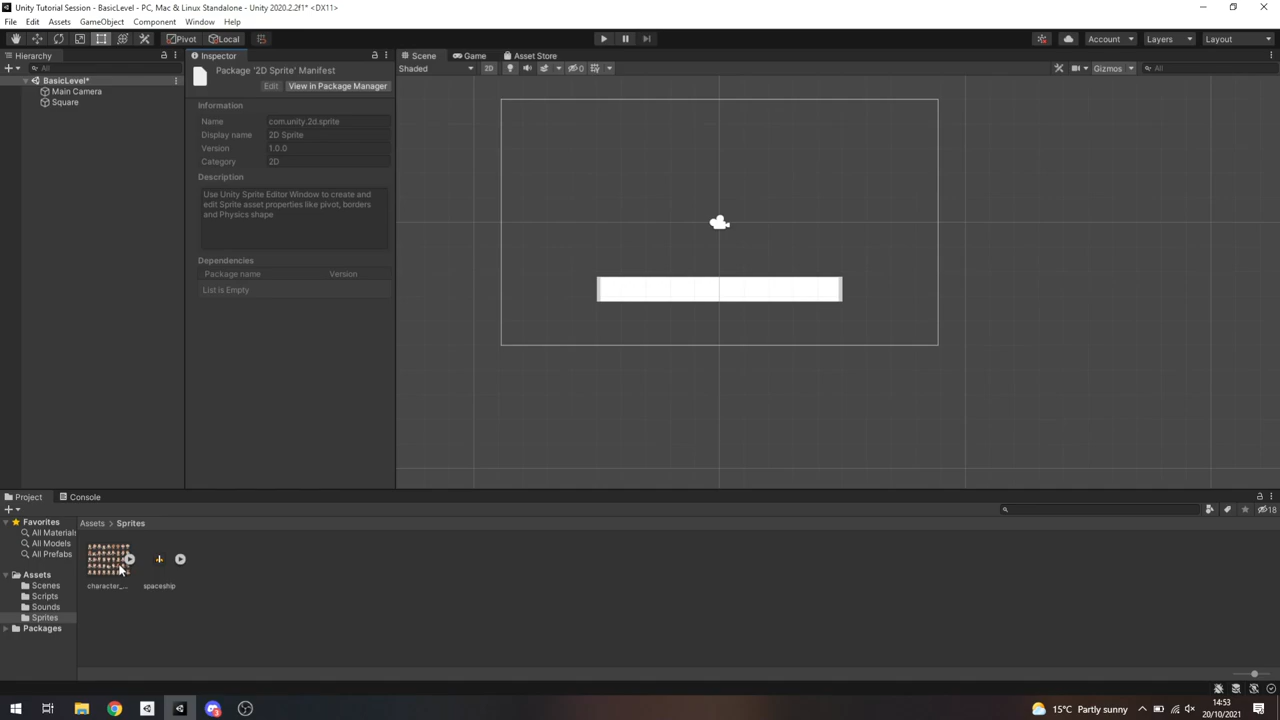 Unity Tutorial Session - BasicLevel - PC, Mac & Linux Standalone - Unity 2020.2.2f1* <DX11>
File Edit Assets GameObject Component Window Help
Pivot Local Account Layers Layout
Hierarchy Inspector Scene Game Asset Store
All
BasicLevel*
Main Camera
Square
Package '2D Sprite' Manifest
Edit View in Package Manager
Information
Name com.unity.2d.sprite
Display name 2D Sprite
Version 1.0.0
Category 2D
Description
Use Unity Sprite Editor Window to create and
edit Sprite asset properties like pivot, borders
and Physics shape
Dependencies
Package name Version
List is Empty
Shaded 2D 0 Gizmos All
Project Console
18
Favorites
All Materials
All Models
All Prefabs
Assets
Scenes
Scripts
Sounds
Sprites
Packages
Assets > Sprites
character_... spaceship
15°C Partly sunny
14:53
20/10/2021